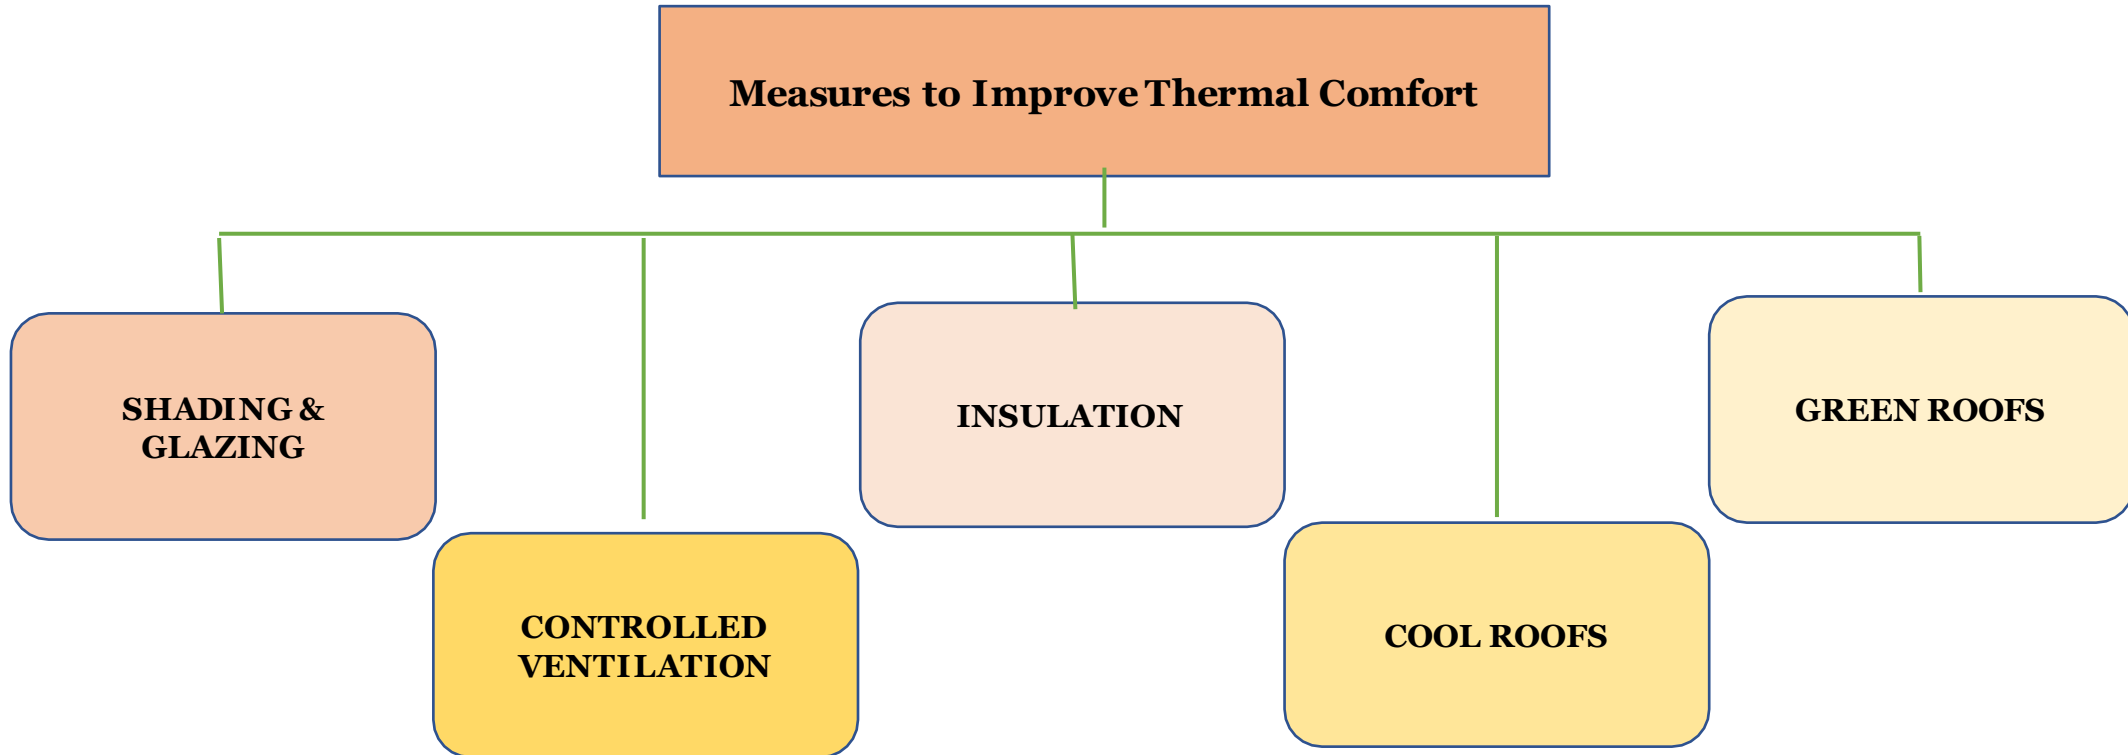 Measures to Improve Thermal Comfort
SHADING &
GLAZING
CONTROLLED
VENTILATION
INSULATION
COOL ROOFS
GREEN ROOFS